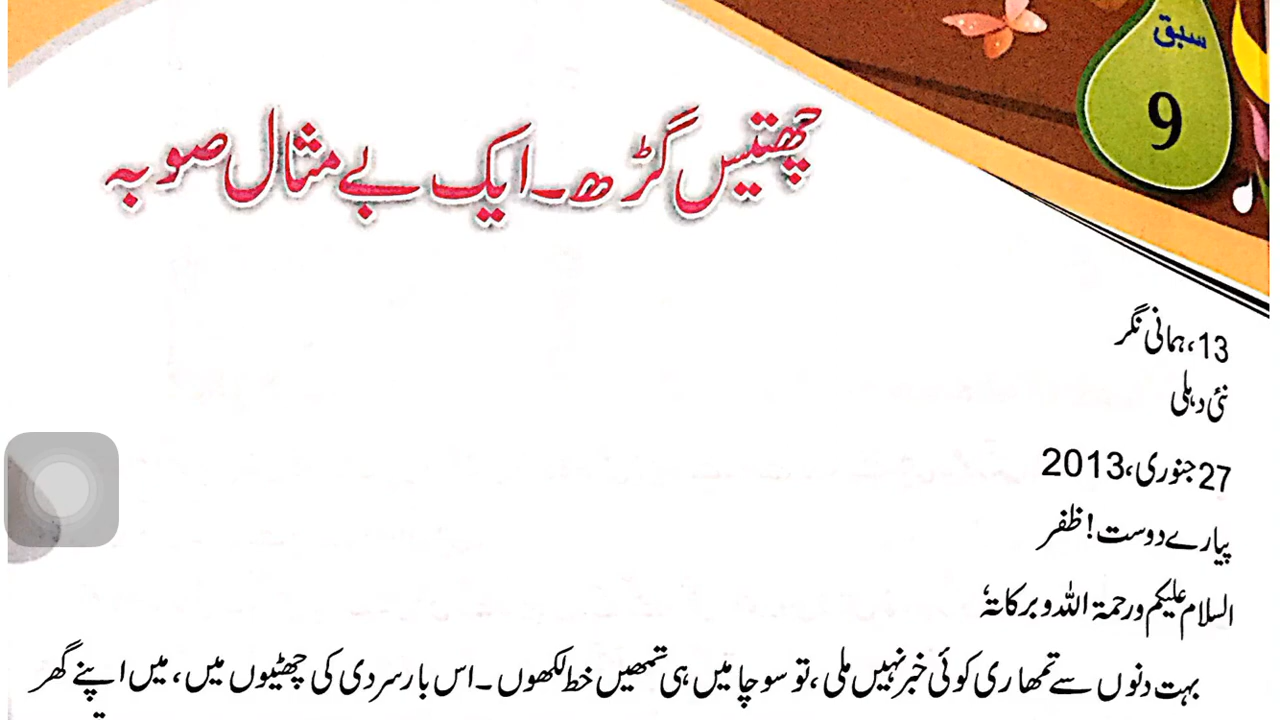 سبق
9
چھتیس گڑھ۔ ایک بے مثال صوبہ
13، ہمانی نگر
نئی دہلی
27 جنوری، 2013
پیارے دوست! ظفر
السلام علیکم ورحمۃ اللہ وبرکاتہٗ
بہت دنوں سے تمھاری کوئی خبر نہیں ملی، تو سوچا میں ہی تمھیں خط لکھوں۔ اس بار سردی کی چھٹیوں میں، میں اپنے گھر